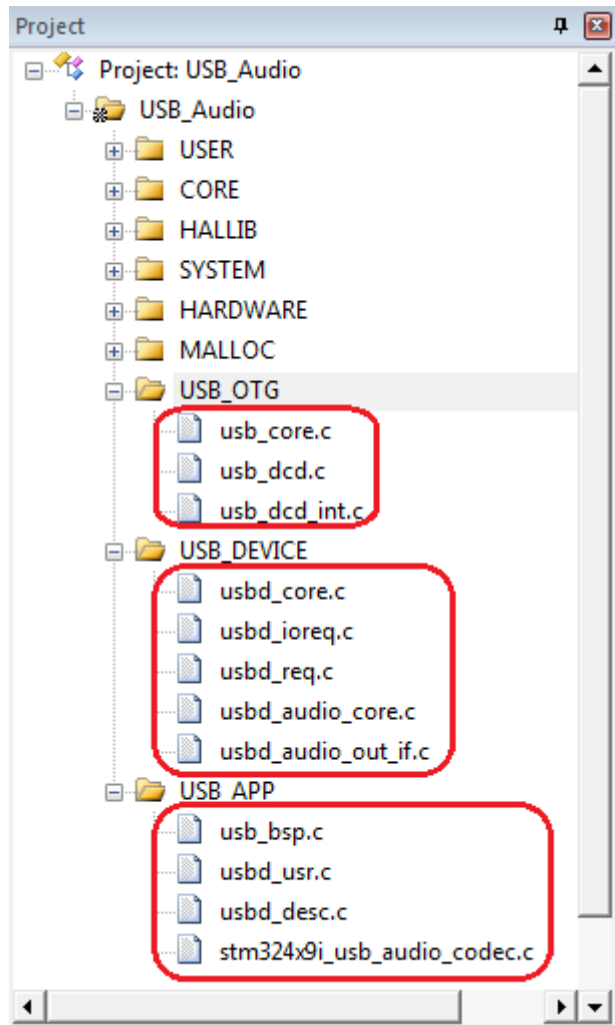 Project
Project: USB_Audio
USB_Audio
USER
CORE
HALLIB
SYSTEM
HARDWARE
MALLOC
USB_OTG
usb_core.c
usb_dcd.c
usb_dcd_int.c
USB_DEVICE
usbd_core.c
usbd_ioreq.c
usbd_req.c
usbd_audio_core.c
usbd_audio_out_if.c
USB_APP
usb_bsp.c
usbd_usr.c
usbd_desc.c
stm324x9i_usb_audio_codec.c